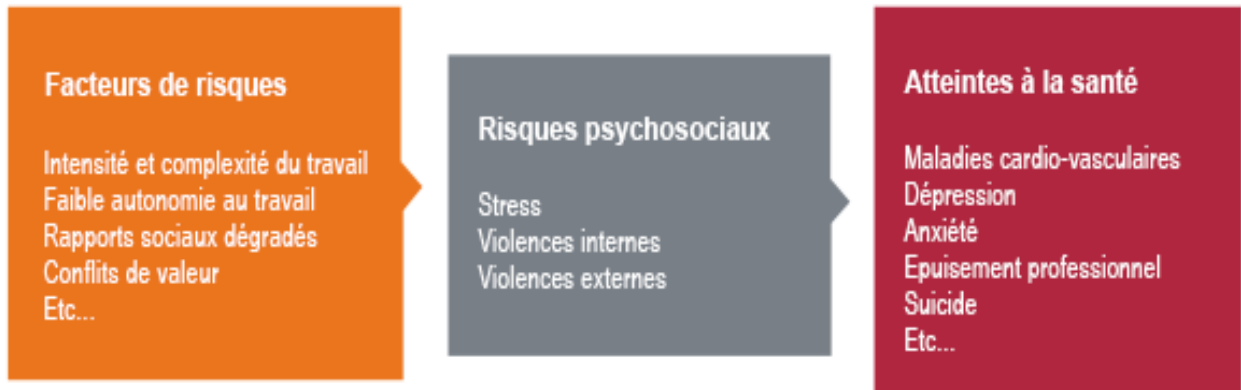 Facteurs de risques
Intensité et complexité du travail
Faible autonomie au travail
Rapports sociaux dégradés
Conflits de valeur
Etc...
Risques psychosociaux
Stress
Violences internes
Violences externes
Atteintes à la santé
Maladies cardio-vasculaires
Dépression
Anxiété
Epuisement professionnel
Suicide
Etc...